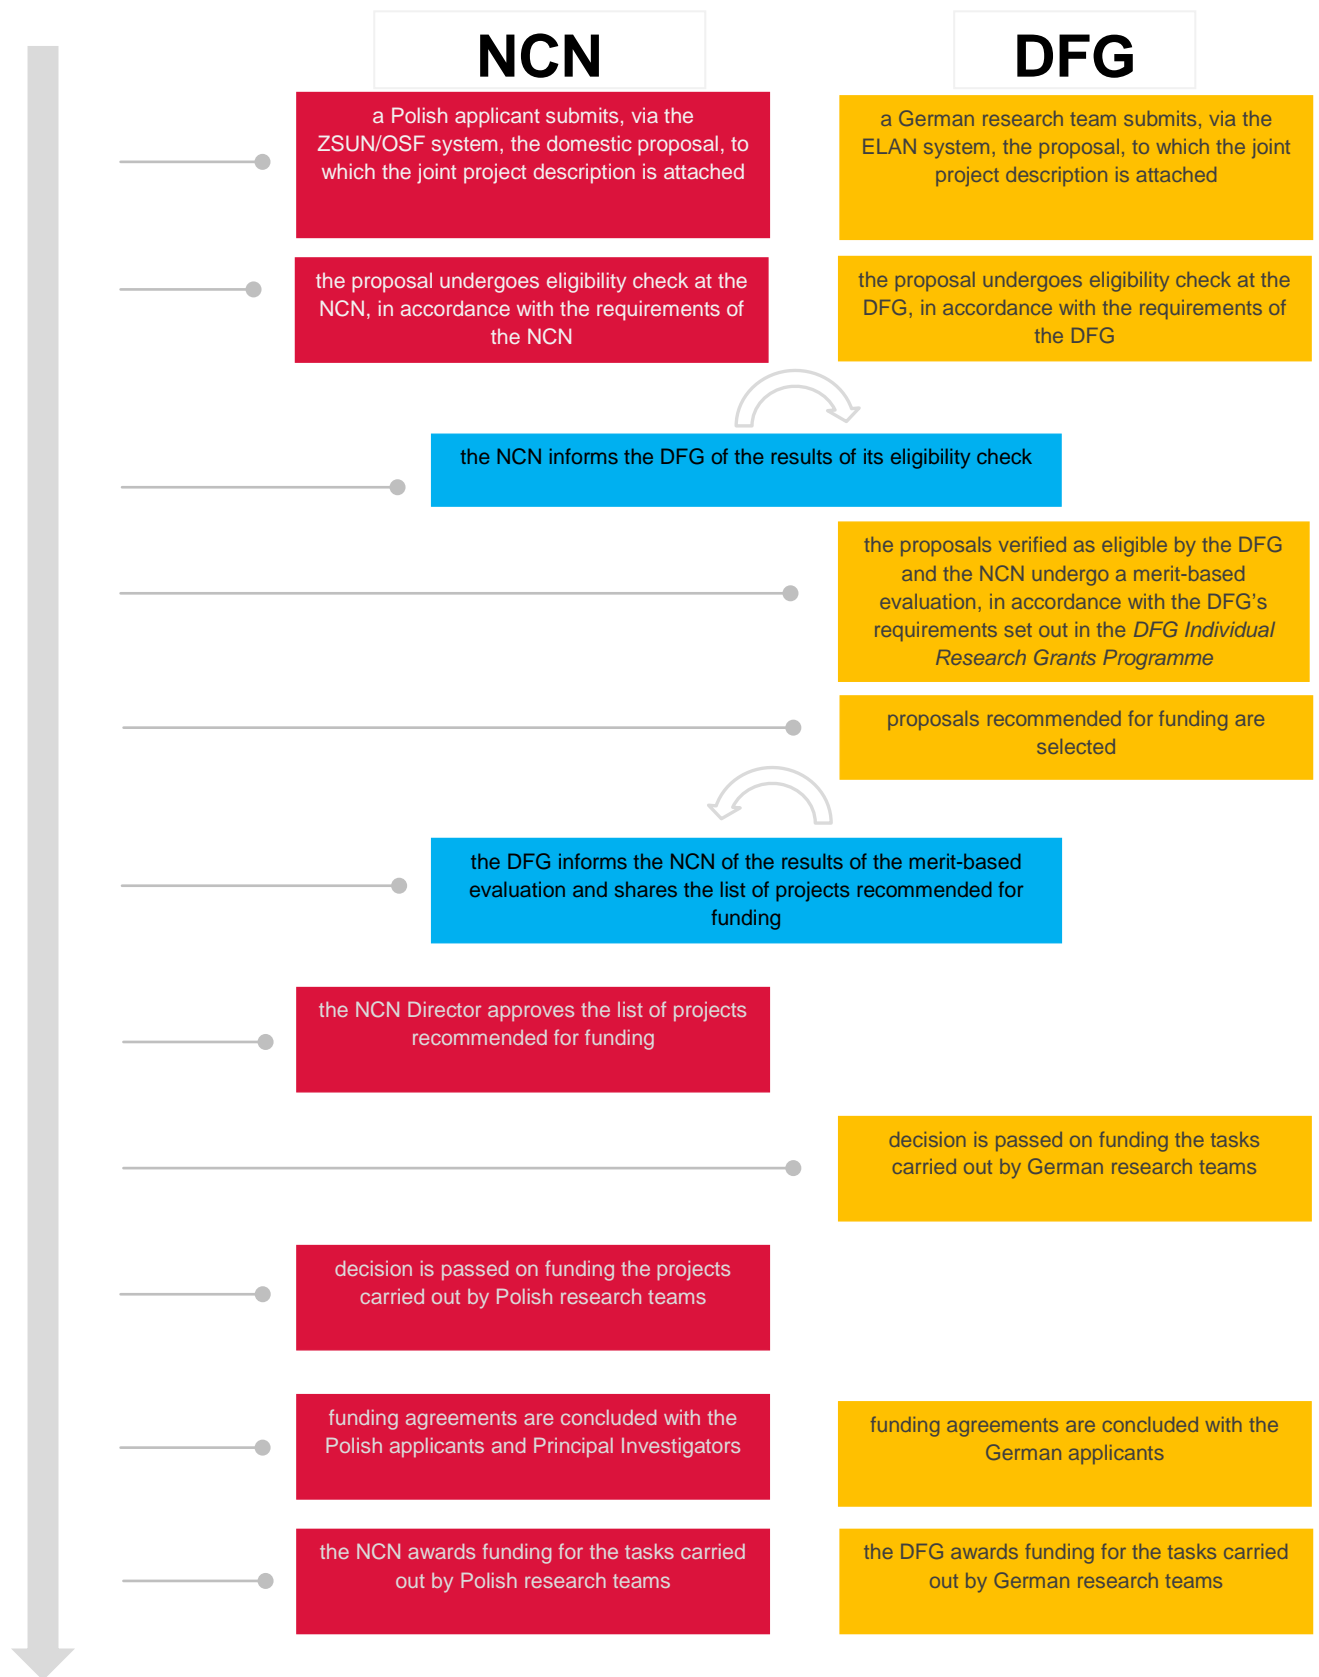 NCN
DFG
a Polish applicant submits, via the
ZSUN/OSF system, the domestic proposal, to
which the joint project description is attached
a German research team submits, via the
ELAN system, the proposal, to which the joint
project description is attached
the proposal undergoes eligibility check at the
NCN, in accordance with the requirements of
the NCN
the proposal undergoes eligibility check at the
DFG, in accordance with the requirements of
the DFG
the NCN informs the DFG of the results of its eligibility check
the proposals verified as eligible by the DFG
and the NCN undergo a merit-based
evaluation, in accordance with the DFG’s
requirements set out in the DFG Individual
Research Grants Programme
proposals recommended for funding are
selected
the DFG informs the NCN of the results of the merit-based
evaluation and shares the list of projects recommended for
funding
the NCN Director approves the list of projects
recommended for funding
decision is passed on funding the tasks
carried out by German research teams
decision is passed on funding the projects
carried out by Polish research teams
funding agreements are concluded with the
Polish applicants and Principal Investigators
funding agreements are concluded with the
German applicants
the NCN awards funding for the tasks carried
out by Polish research teams
the DFG awards funding for the tasks carried
out by German research teams